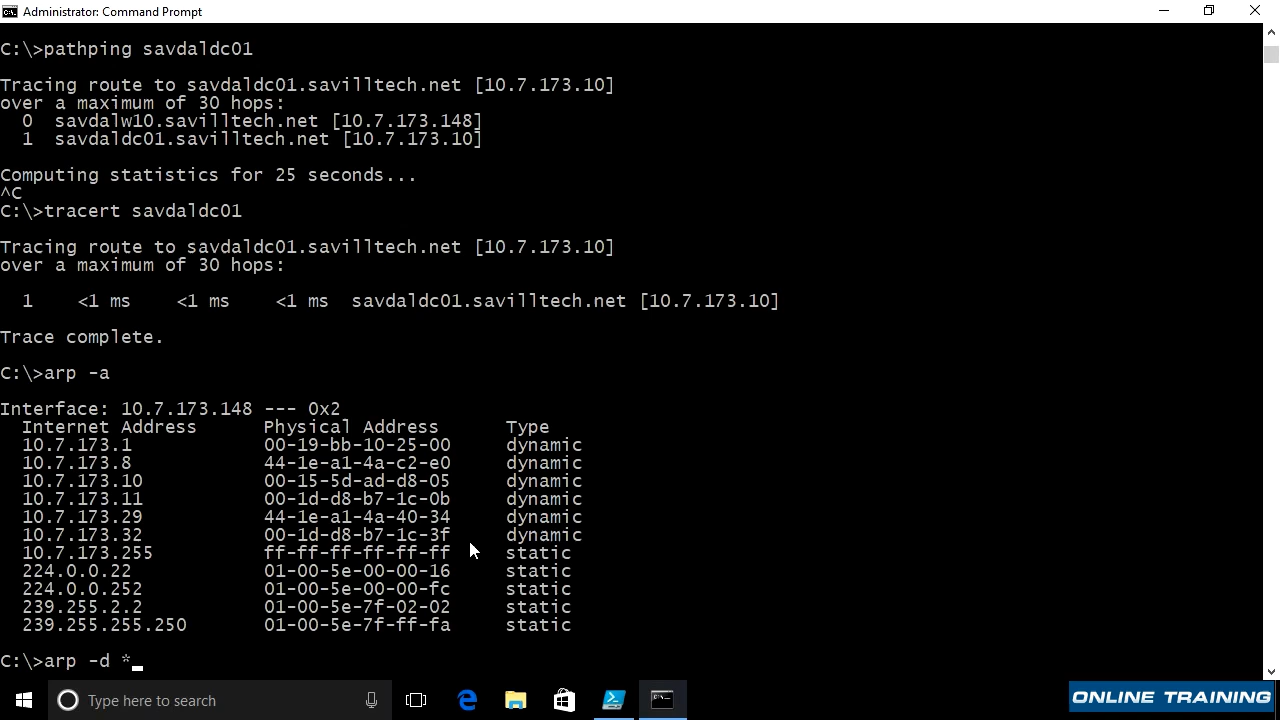 Administrator: Command Prompt
C:\>pathping savdaldc01
Tracing route to savdaldc01.savilltech.net [10.7.173.10]
over a maximum of 30 hops:
0 savdalw10.savilltech.net [10.7.173.148]
1 savdaldc01.savilltech.net [10.7.173.10]
Computing statistics for 25 seconds...
^C
C:\>tracert savdaldc01
Tracing route to savdaldc01.savilltech.net [10.7.173.10]
over a maximum of 30 hops:
1 <1 ms <1 ms <1 ms savdaldc01.savilltech.net [10.7.173.10]
Trace complete.
C:\>arp -a
Interface: 10.7.173.148 --- 0x2
Internet Address Physical Address Type
10.7.173.1 00-19-bb-10-25-00 dynamic
10.7.173.8 44-1e-a1-4a-c2-e0 dynamic
10.7.173.10 00-15-5d-ad-d8-05 dynamic
10.7.173.11 00-1d-d8-b7-1c-0b dynamic
10.7.173.29 44-1e-a1-4a-40-34 dynamic
10.7.173.32 00-1d-d8-b7-1c-3f dynamic
10.7.173.255 ff-ff-ff-ff-ff-ff static
224.0.0.22 01-00-5e-00-00-16 static
224.0.0.252 01-00-5e-00-00-fc static
239.255.2.2 01-00-5e-7f-02-02 static
239.255.255.250 01-00-5e-7f-ff-fa static
C:\>arp -d *_
Type here to search
ONLINE TRAINING